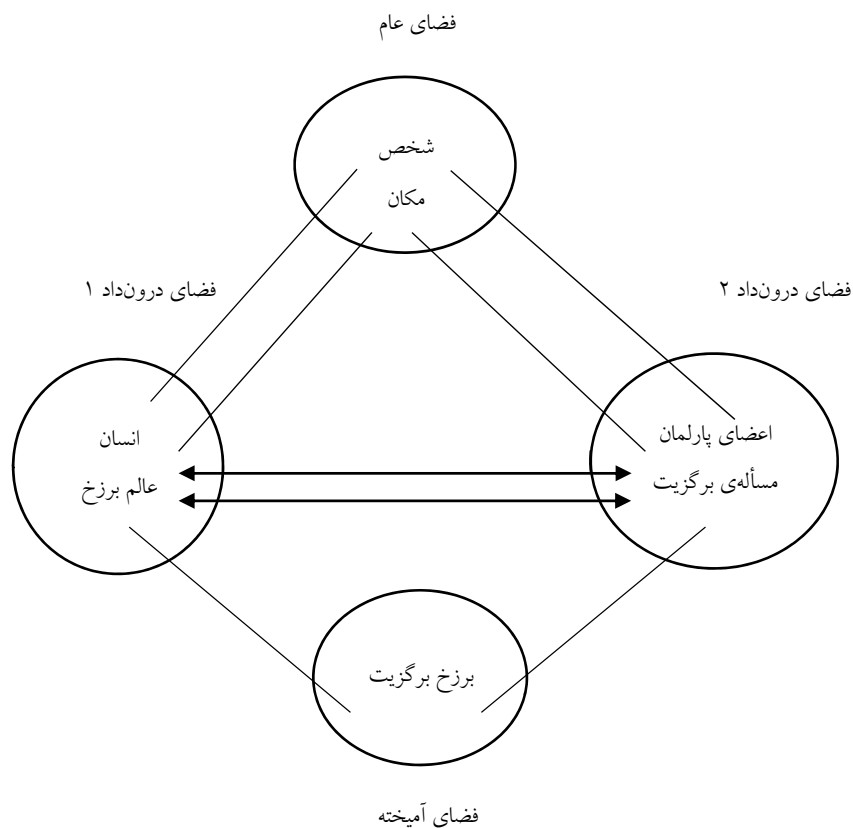 فضای عام
شخص
مکان
فضای درون‌داد ۲
فضای درون‌داد ۱
اعضای پارلمان
مسأله‌ی برگزیت
انسان
عالم برزخ
برزخ برگزیت
فضای آمیخته